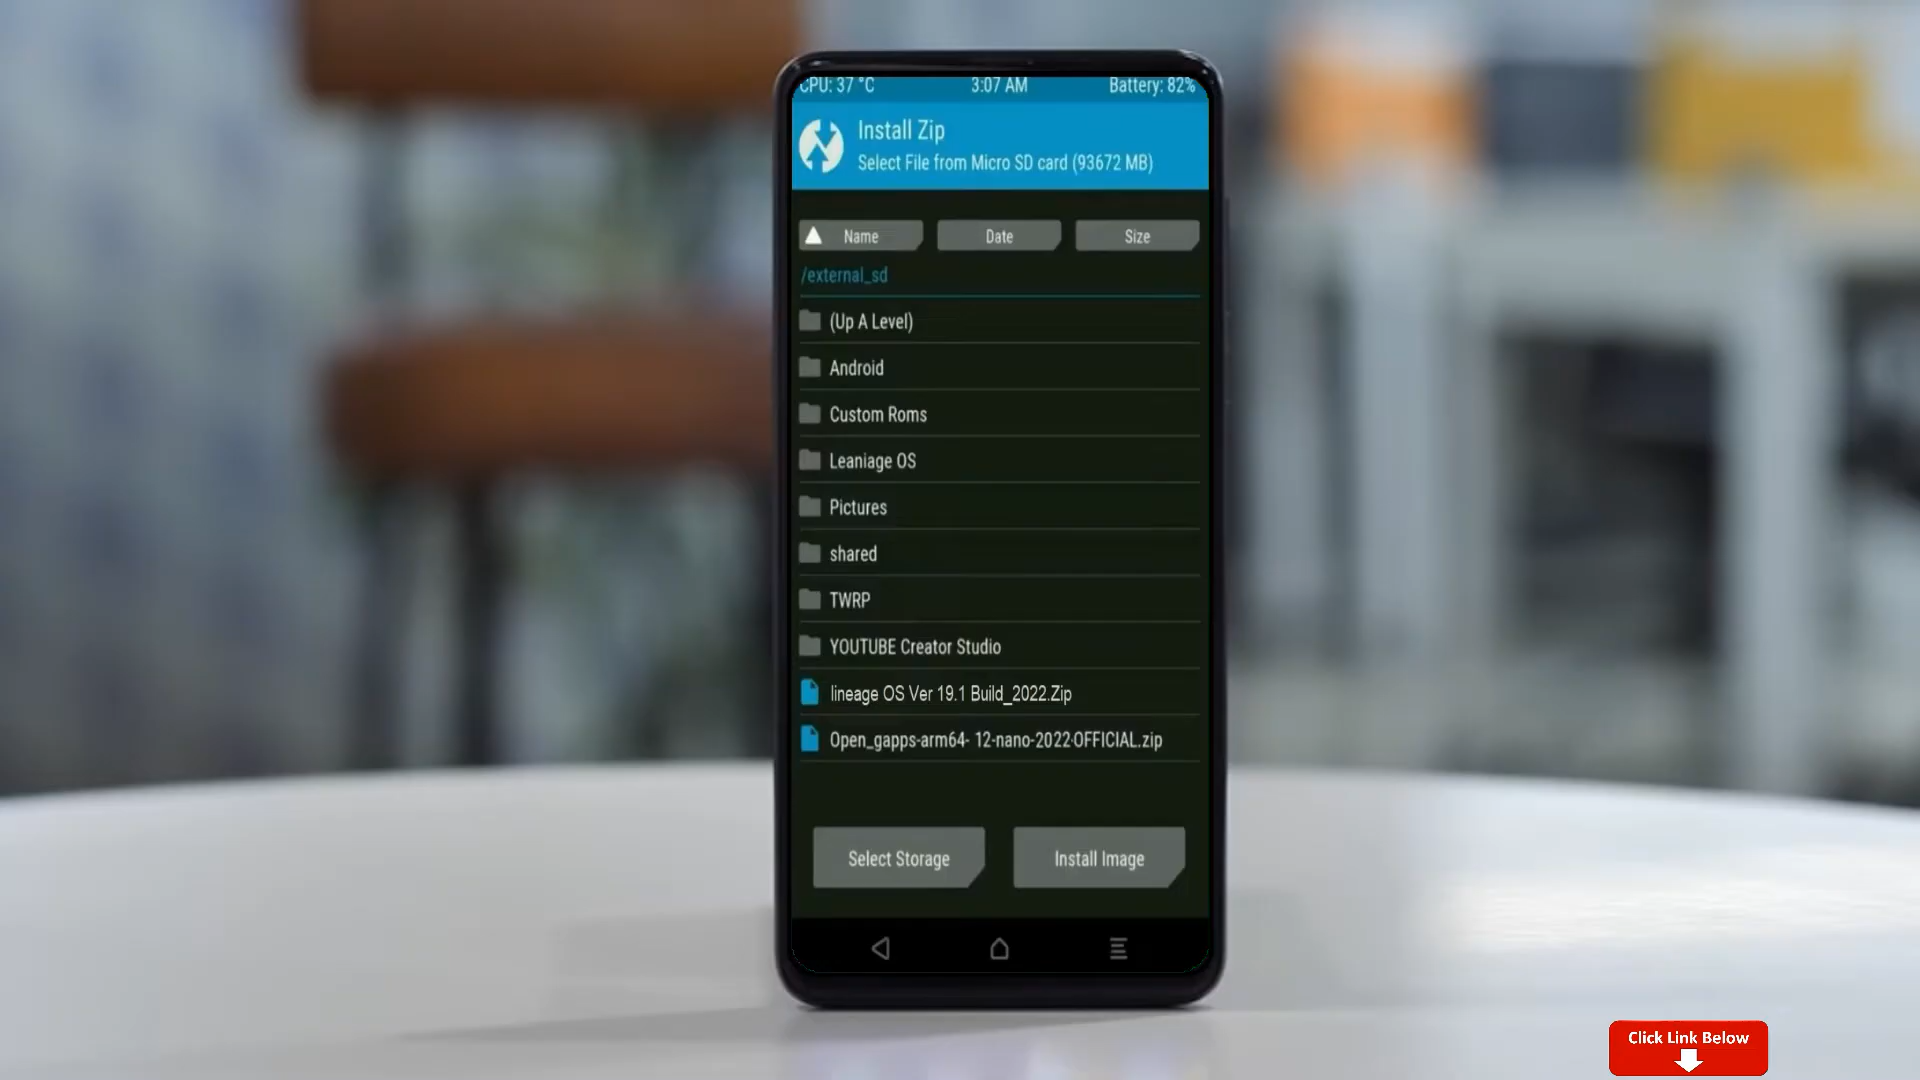 CPU: 37 °C 3:07 AM Battery: 82%
Install Zip
Select File from Micro SD card (93672 MB)
Name Date Size
/external_sd
(Up A Level)
Android
Custom Roms
Leaniage OS
Pictures
shared
TWRP
YOUTUBE Creator Studio
lineage OS Ver 19.1 Build_2022.Zip
Open_gapps-arm64- 12-nano-2022-OFFICIAL.zip
Select Storage Install Image
Click Link Below